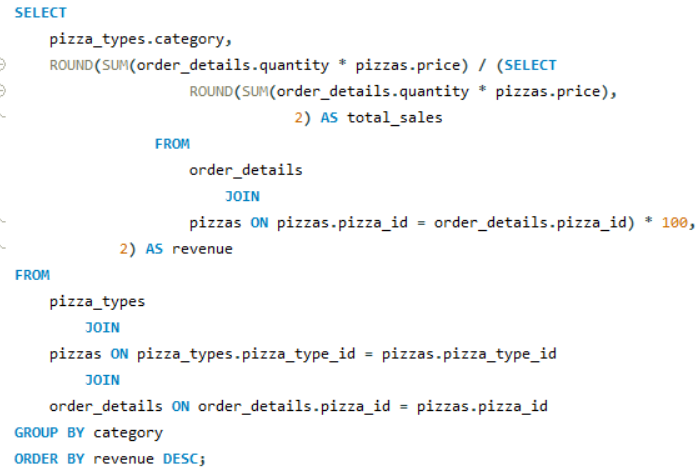 SELECT
pizza_types.category,
ROUND(SUM(order_details.quantity * pizzas.price) / (SELECT
ROUND(SUM(order_details.quantity * pizzas.price),
2) AS total_sales
FROM
order_details
JOIN
pizzas ON pizzas.pizza_id = order_details.pizza_id) * 100,
2) AS revenue
FROM
pizza_types
JOIN
pizzas ON pizza_types.pizza_type_id = pizzas.pizza_type_id
JOIN
order_details ON order_details.pizza_id = pizzas.pizza_id
GROUP BY category
ORDER BY revenue DESC;